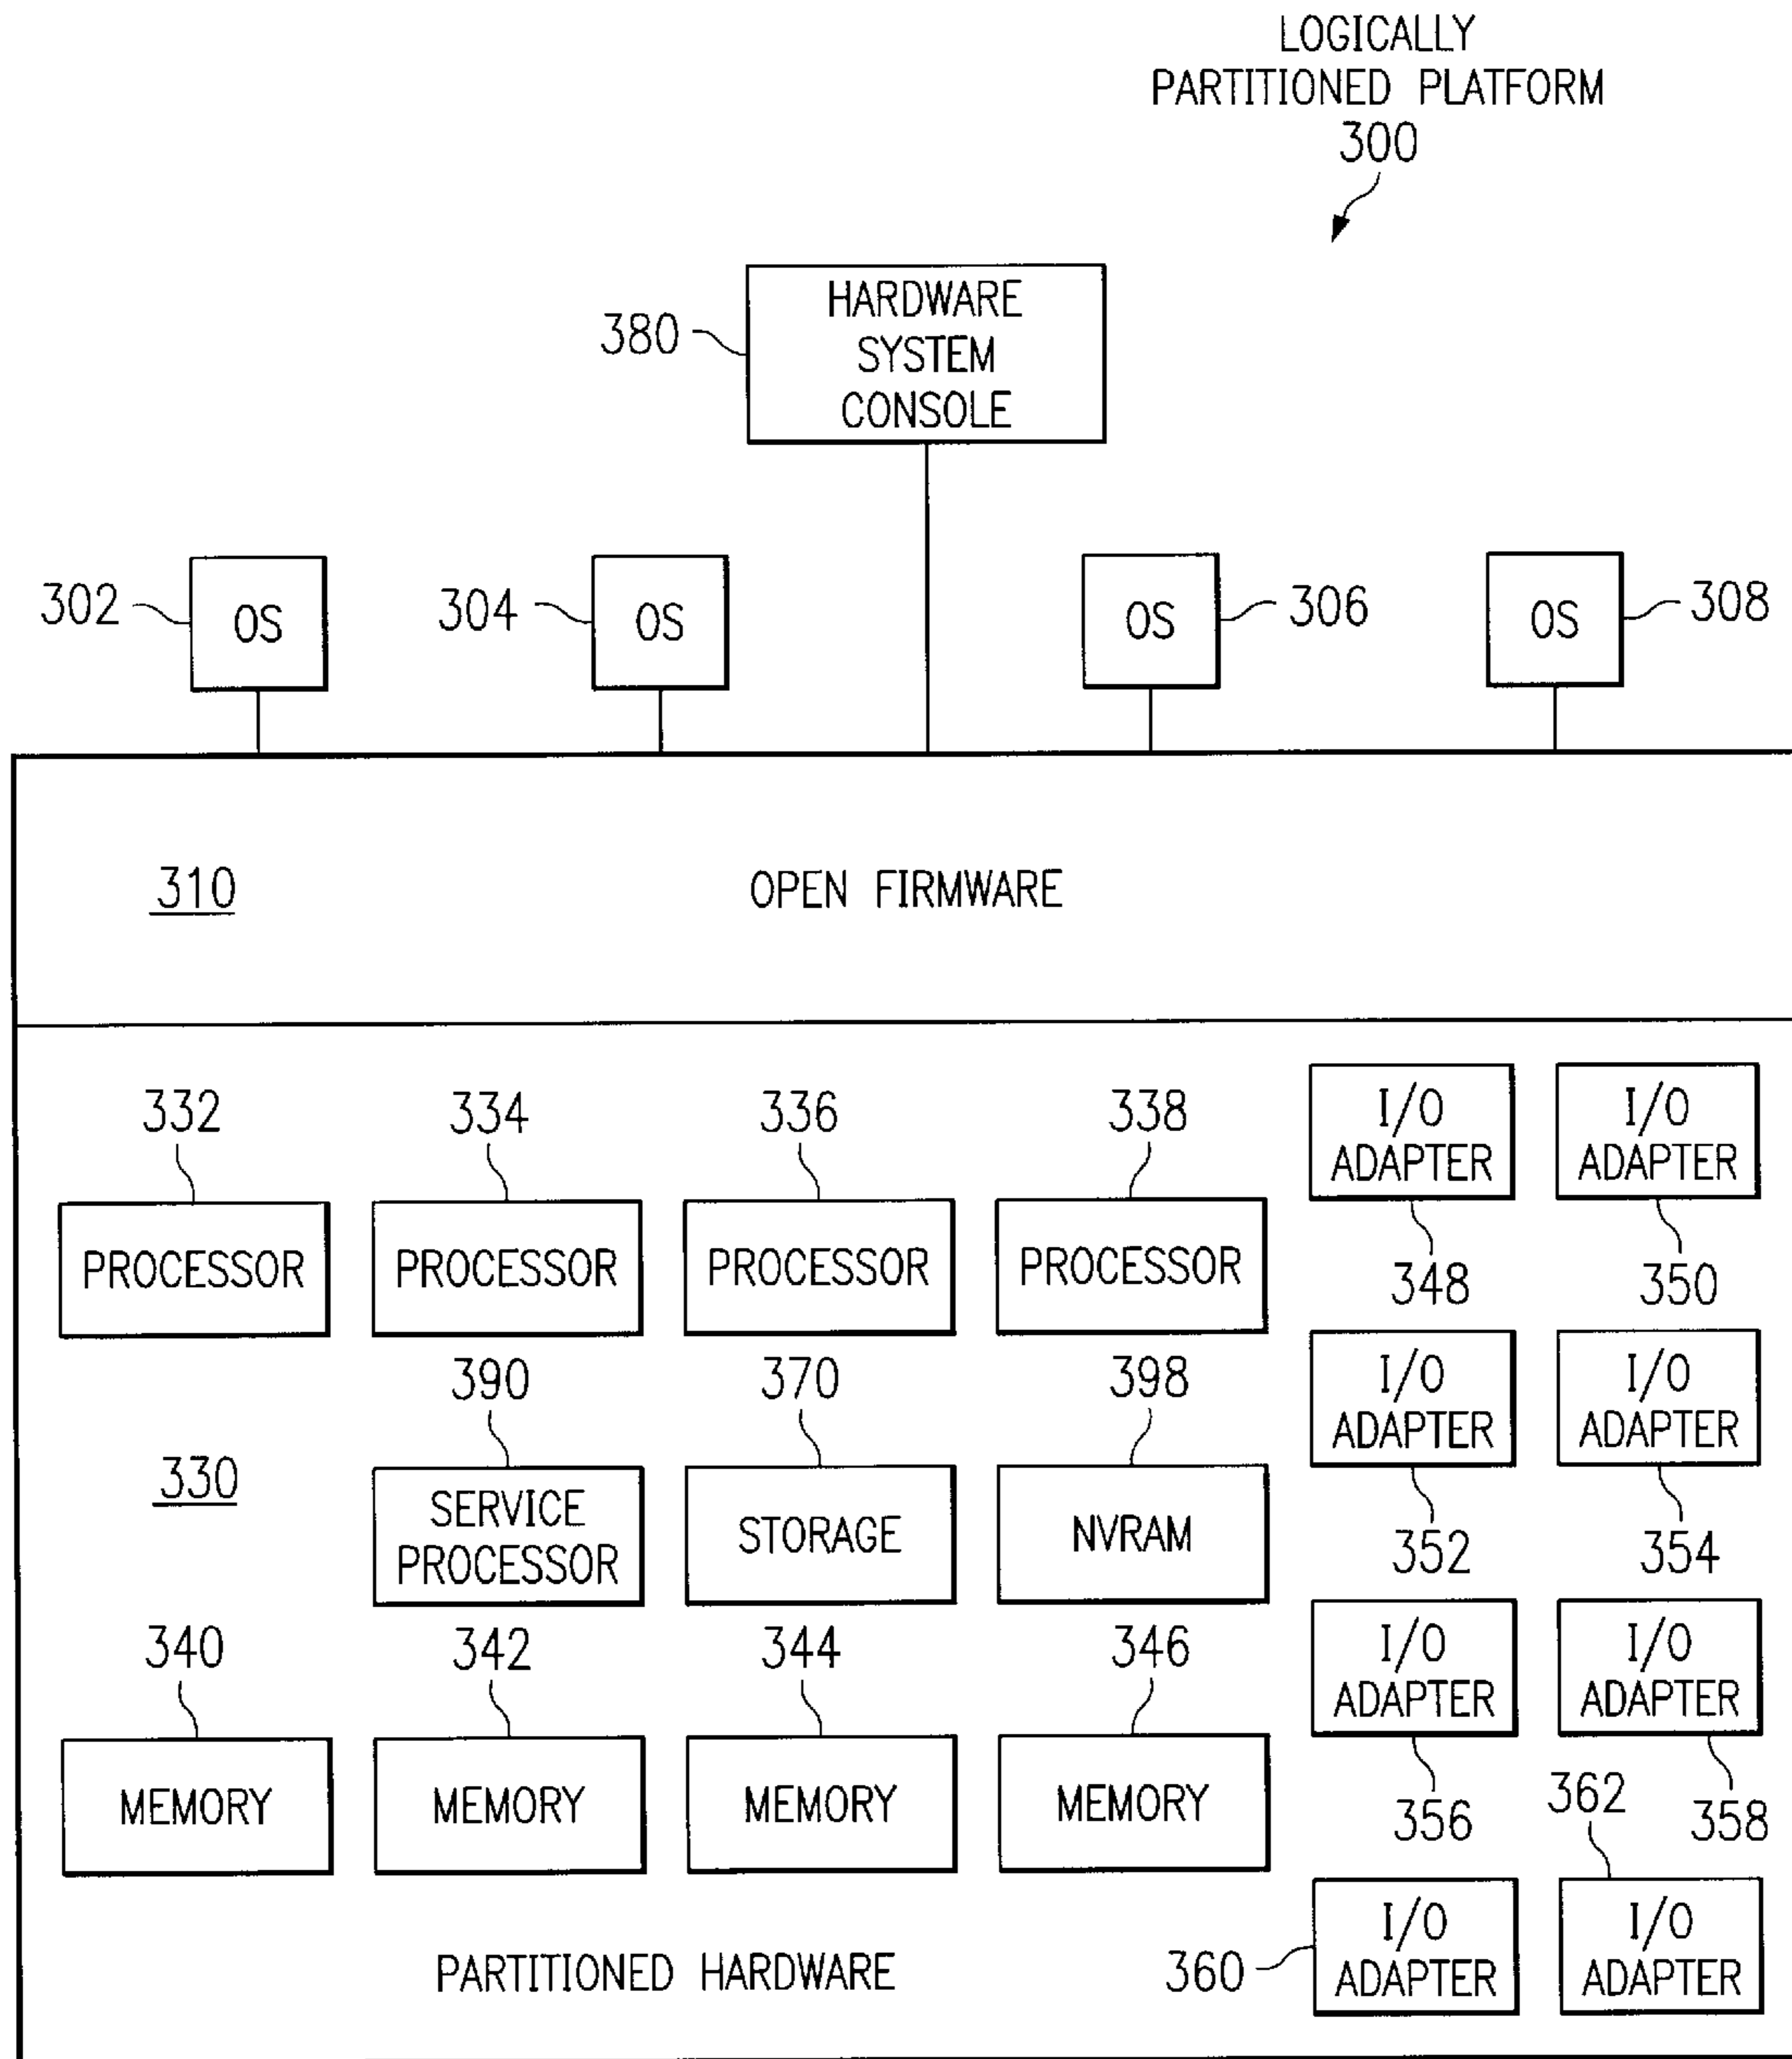 LOGICALLY
PARTITIONED PLATFORM
300
380
HARDWARE
SYSTEM
CONSOLE
302
OS
304
OS
OS
306
OS
308
310
OPEN FIRMWARE
332
334
336
338
PROCESSOR
PROCESSOR
PROCESSOR
PROCESSOR
I/O
ADAPTER
348
I/O
ADAPTER
350
330
390
370
398
SERVICE
PROCESSOR
STORAGE
NVRAM
I/O
ADAPTER
352
I/O
ADAPTER
354
340
342
344
346
MEMORY
MEMORY
MEMORY
MEMORY
I/O
ADAPTER
356
I/O
ADAPTER
358
PARTITIONED HARDWARE
360
I/O
ADAPTER
362
I/O
ADAPTER